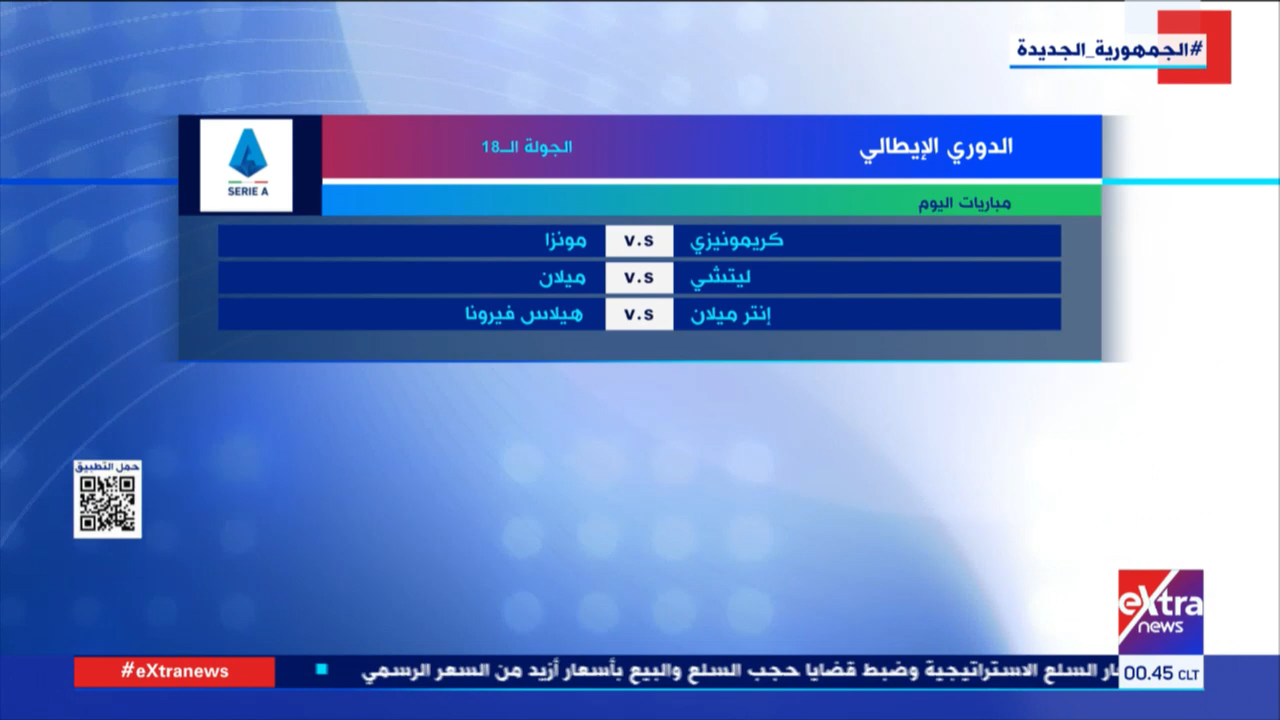 #الجمهورية_الجديدة
الدوري الإيطالي
الجولة الـ18
SERIE A
مباريات اليوم
كريمونيزي v.s مونزا
ليتشي v.s ميلان
إنتر ميلان v.s هيلاس فيرونا
حمل التطبيق
eXtra
news
السلع الاستراتيجية وضبط قضايا حجب السلع والبيع بأسعار أزيد من السعر الرسمي
#eXtranews
00.45 CLT